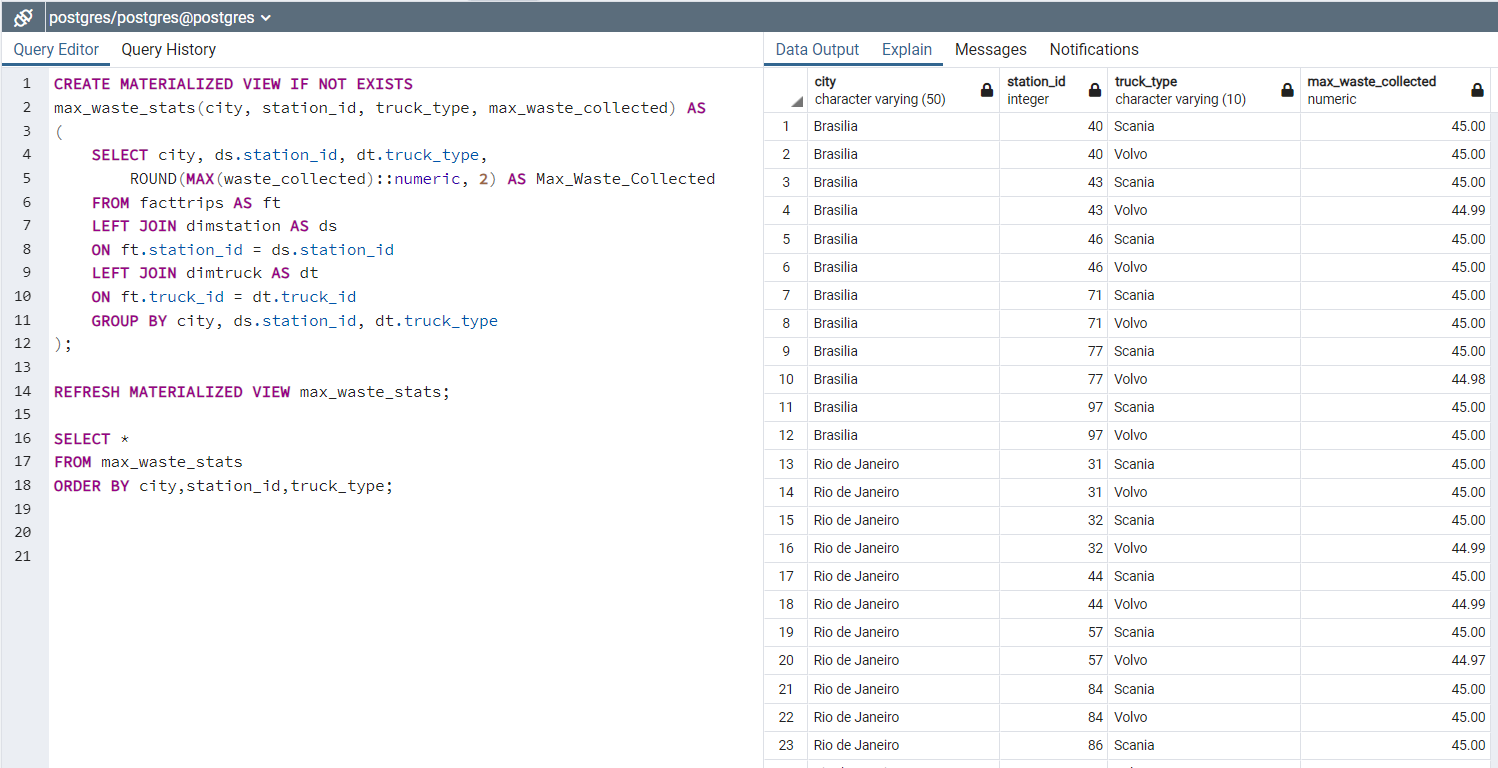 postgres/postgres@postgres
Query Editor Query History
1 CREATE MATERIALIZED VIEW IF NOT EXISTS
2 max_waste_stats(city, station_id, truck_type, max_waste_collected) AS
3 (
4 SELECT city, ds.station_id, dt.truck_type,
5 ROUND(MAX(waste_collected)::numeric, 2) AS Max_Waste_Collected
6 FROM facttrips AS ft
7 LEFT JOIN dimstation AS ds
8 ON ft.station_id = ds.station_id
9 LEFT JOIN dimtruck AS dt
10 ON ft.truck_id = dt.truck_id
11 GROUP BY city, ds.station_id, dt.truck_type
12 );
13
14 REFRESH MATERIALIZED VIEW max_waste_stats;
15
16 SELECT *
17 FROM max_waste_stats
18 ORDER BY city,station_id,truck_type;
19
20
21
Data Output Explain Messages Notifications
city station_id truck_type max_waste_collected
character varying (50) integer character varying (10) numeric
1 Brasilia 40 Scania 45.00
2 Brasilia 40 Volvo 45.00
3 Brasilia 43 Scania 45.00
4 Brasilia 43 Volvo 44.99
5 Brasilia 46 Scania 45.00
6 Brasilia 46 Volvo 45.00
7 Brasilia 71 Scania 45.00
8 Brasilia 71 Volvo 45.00
9 Brasilia 77 Scania 45.00
10 Brasilia 77 Volvo 44.98
11 Brasilia 97 Scania 45.00
12 Brasilia 97 Volvo 45.00
13 Rio de Janeiro 31 Scania 45.00
14 Rio de Janeiro 31 Volvo 45.00
15 Rio de Janeiro 32 Scania 45.00
16 Rio de Janeiro 32 Volvo 44.99
17 Rio de Janeiro 44 Scania 45.00
18 Rio de Janeiro 44 Volvo 44.99
19 Rio de Janeiro 57 Scania 45.00
20 Rio de Janeiro 57 Volvo 44.97
21 Rio de Janeiro 84 Scania 45.00
22 Rio de Janeiro 84 Volvo 45.00
23 Rio de Janeiro 86 Scania 45.00